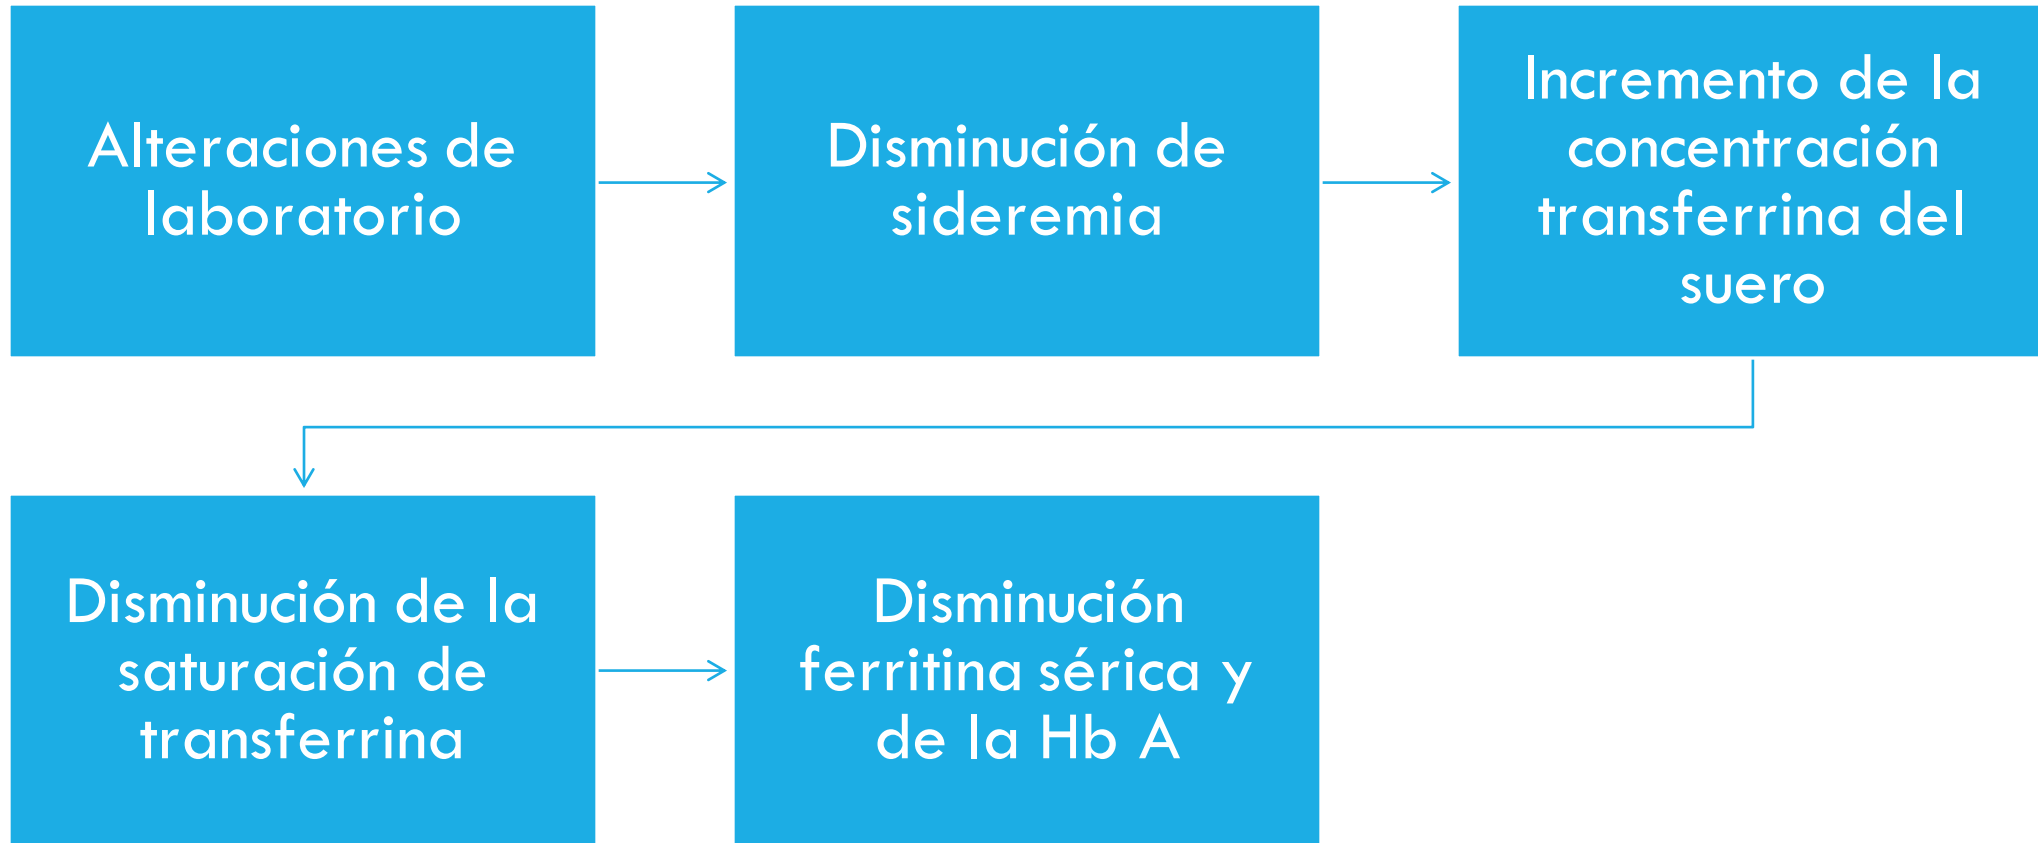 Alteraciones de
laboratorio
Disminución de
sideremia
Incremento de la
concentración
transferrina del
suero
Disminución de la
saturación de
transferrina
Disminución
ferritina sérica y
de la Hb A